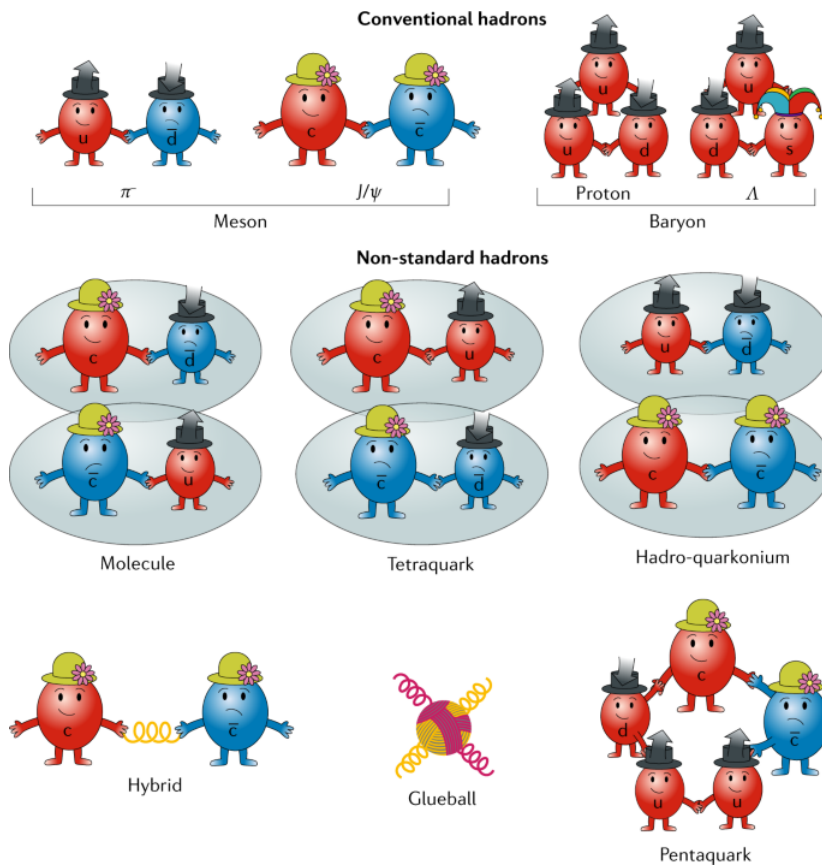 Conventional hadrons
u d̄ c c̄ u u d u d s
π⁻ J/ψ Proton Λ
Meson Baryon
Non-standard hadrons
c d̄ c u u d̄
c̄ u c̄ d̄ c c̄
Molecule Tetraquark Hadro-quarkonium
c c̄ c d c̄ u u
Hybrid Glueball
Pentaquark